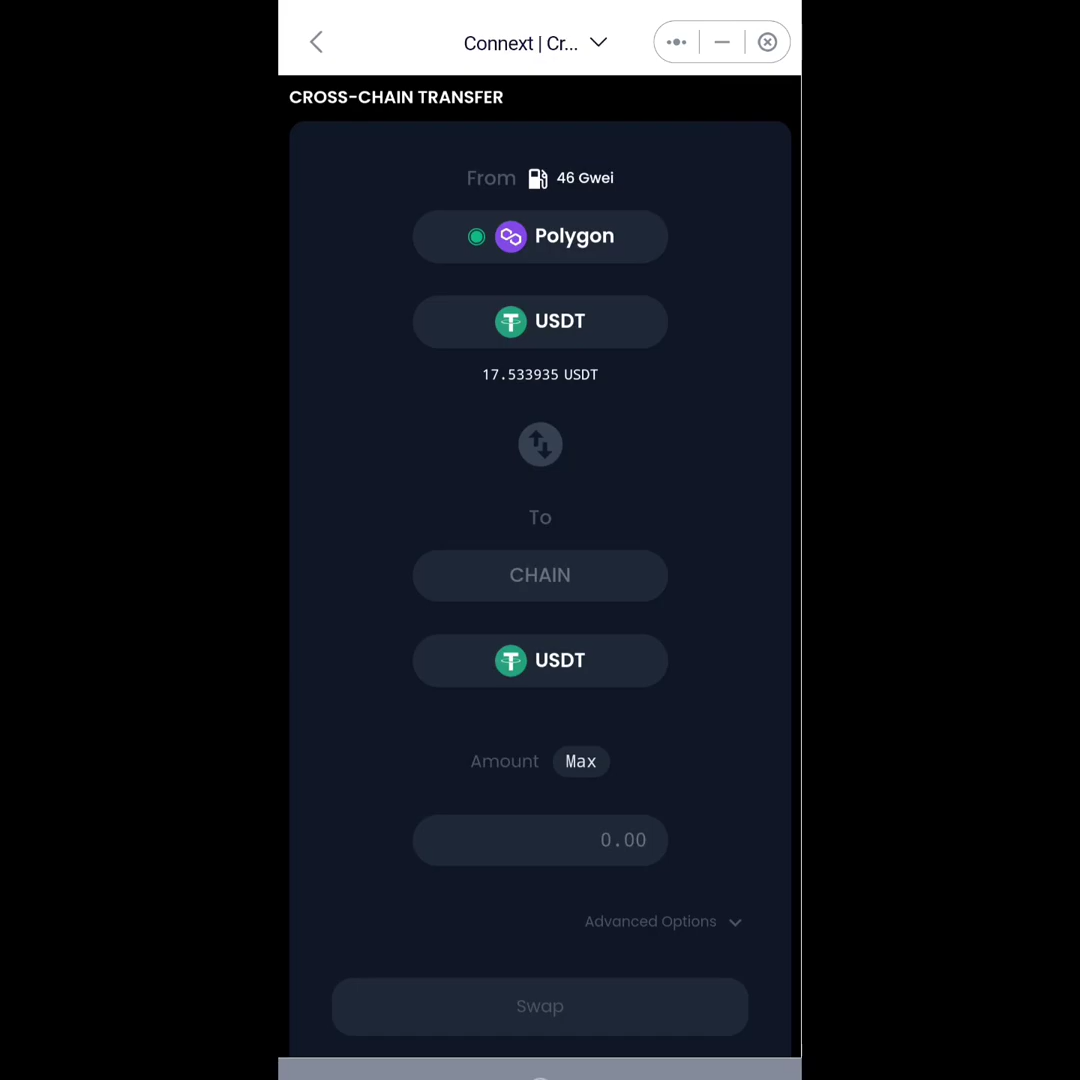 Connext | Cr...
CROSS-CHAIN TRANSFER
From 46 Gwei
Polygon
USDT
17.533935 USDT
To
CHAIN
USDT
Amount Max
0.00
Advanced Options
Swap